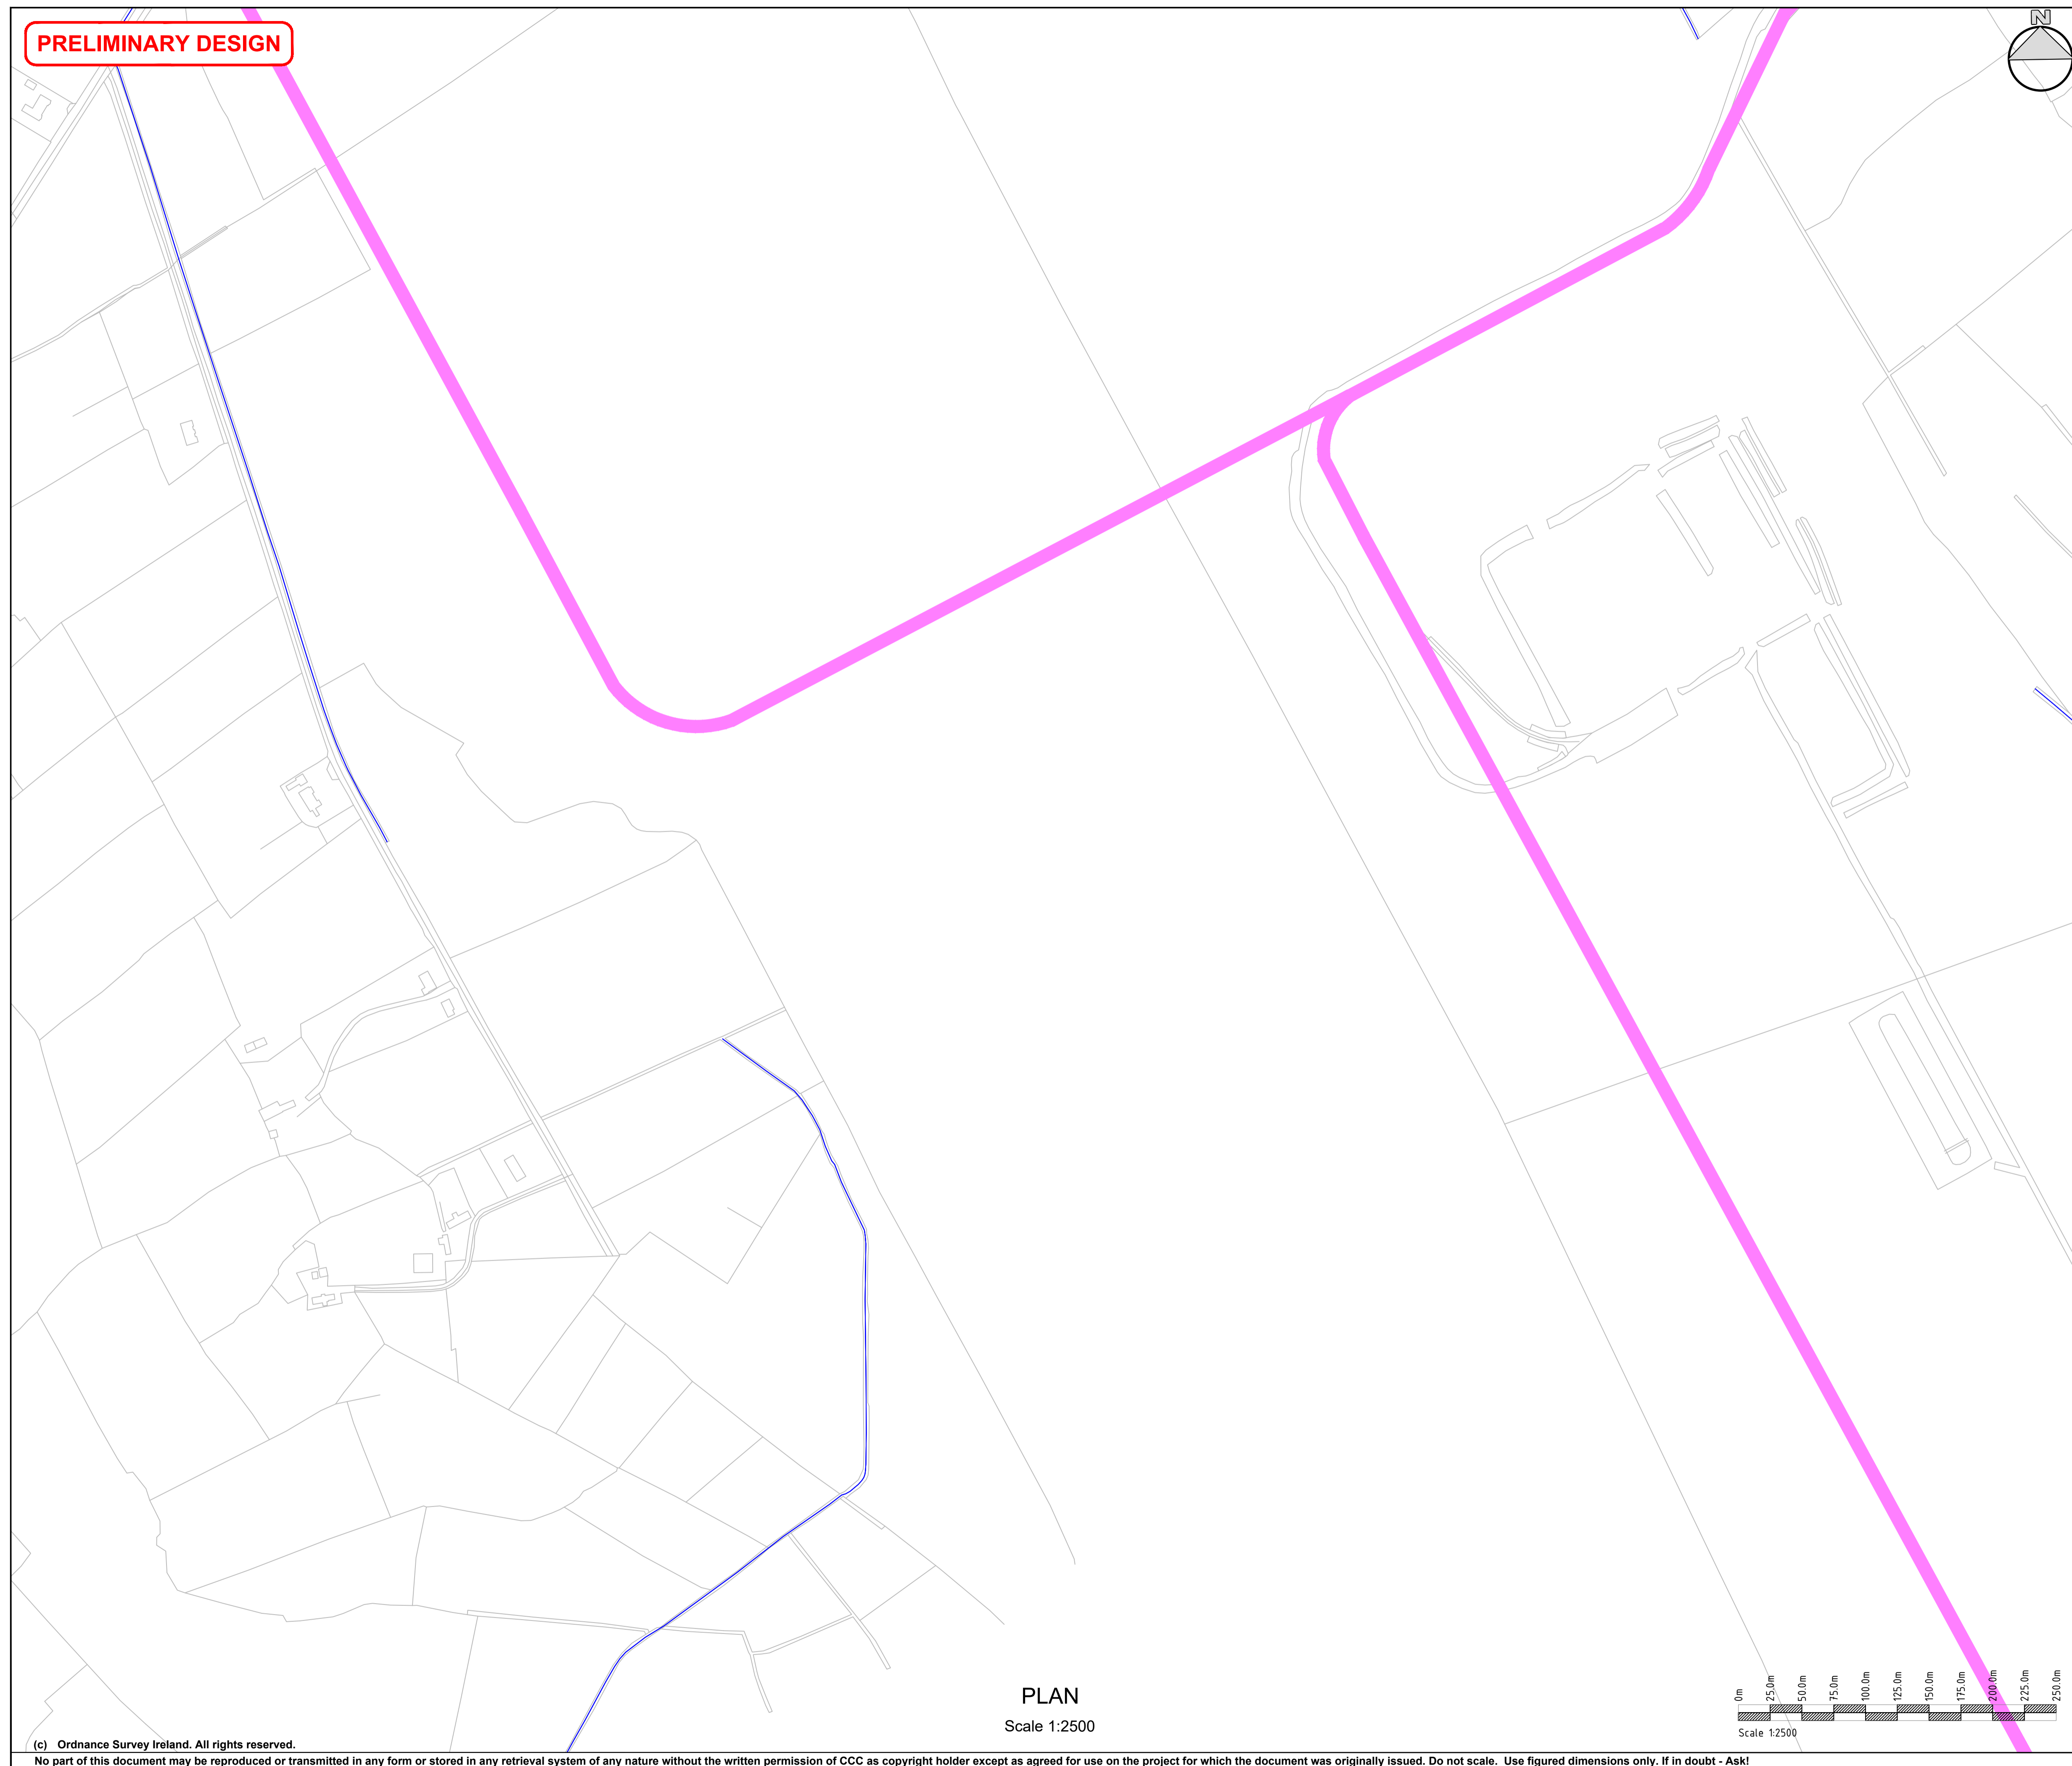 PRELIMINARY DESIGN
N
PLAN
Scale 1:2500
0m
25.0m
50.0m
75.0m
100.0m
125.0m
150.0m
175.0m
200.0m
225.0m
250.0m
Scale 1:2500
(c) Ordnance Survey Ireland. All rights reserved.
No part of this document may be reproduced or transmitted in any form or stored in any retrieval system of any nature without the written permission of CCC as copyright holder except as agreed for use on the project for which the document was originally issued. Do not scale. Use figured dimensions only. If in doubt - Ask!